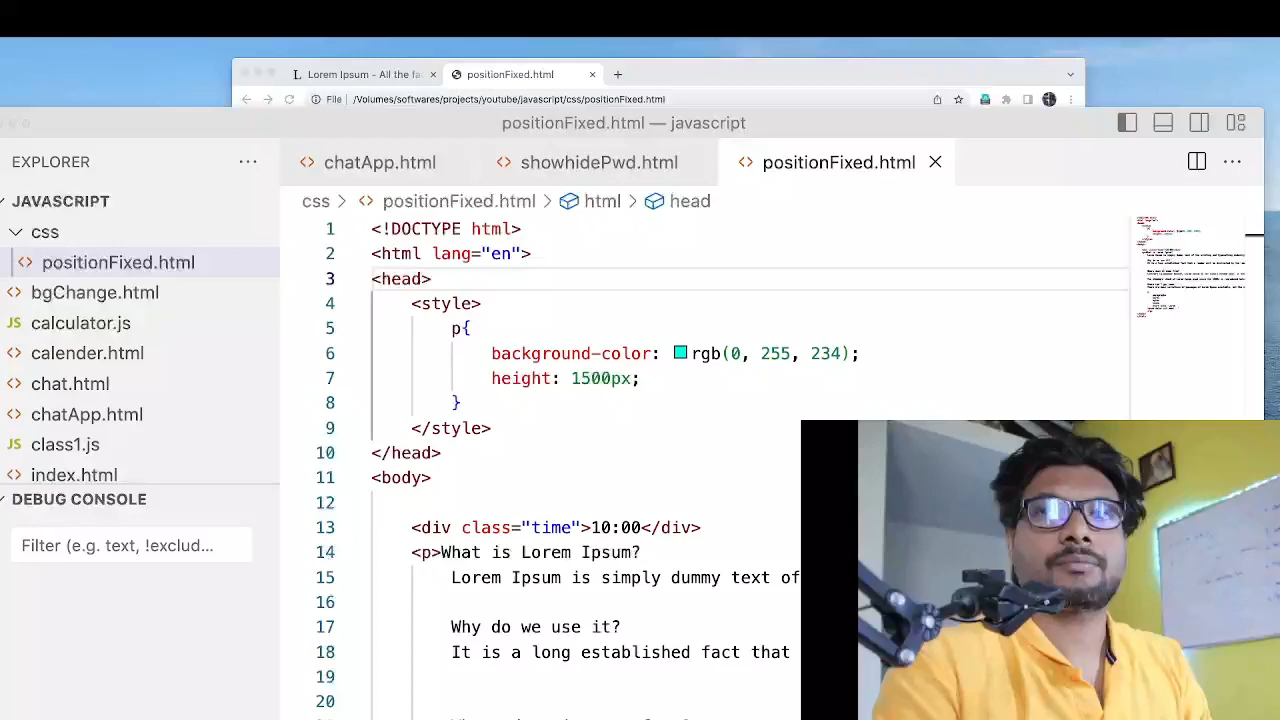 Lorem Ipsum - All the fa
positionFixed.html
File
/Volumes/softwares/projects/youtube/javascript/css/positionFixed.html
positionFixed.html — javascript
EXPLORER
chatApp.html
showhidePwd.html
positionFixed.html
JAVASCRIPT
css
positionFixed.html
bgChange.html
calculator.js
calender.html
chat.html
chatApp.html
class1.js
index.html
DEBUG CONSOLE
Filter (e.g. text, !exclud...
css > positionFixed.html > html > head
1 <!DOCTYPE html>
2 <html lang="en">
3 <head>
4 <style>
5 p{
6 background-color: rgb(0, 255, 234);
7 height: 1500px;
8 }
9 </style>
10 </head>
11 <body>
12
13 <div class="time">10:00</div>
14 <p>What is Lorem Ipsum?
15 Lorem Ipsum is simply dummy text of
16
17 Why do we use it?
18 It is a long established fact that
19
20